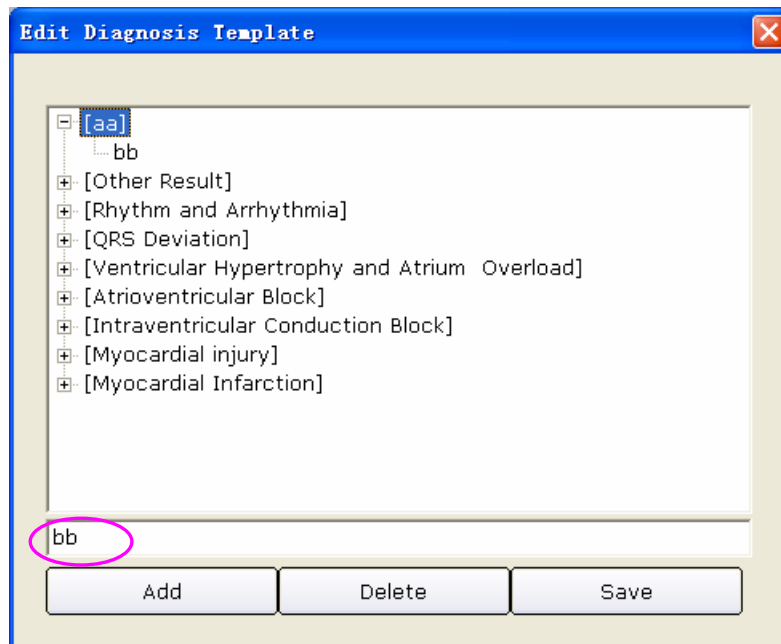 Edit Diagnosis Template
[aa]
bb
[Other Result]
[Rhythm and Arrhythmia]
[QRS Deviation]
[Ventricular Hypertrophy and Atrium  Overload]
[Atrioventricular Block]
[Intraventricular Conduction Block]
[Myocardial injury]
[Myocardial Infarction]
bb
Add Delete Save